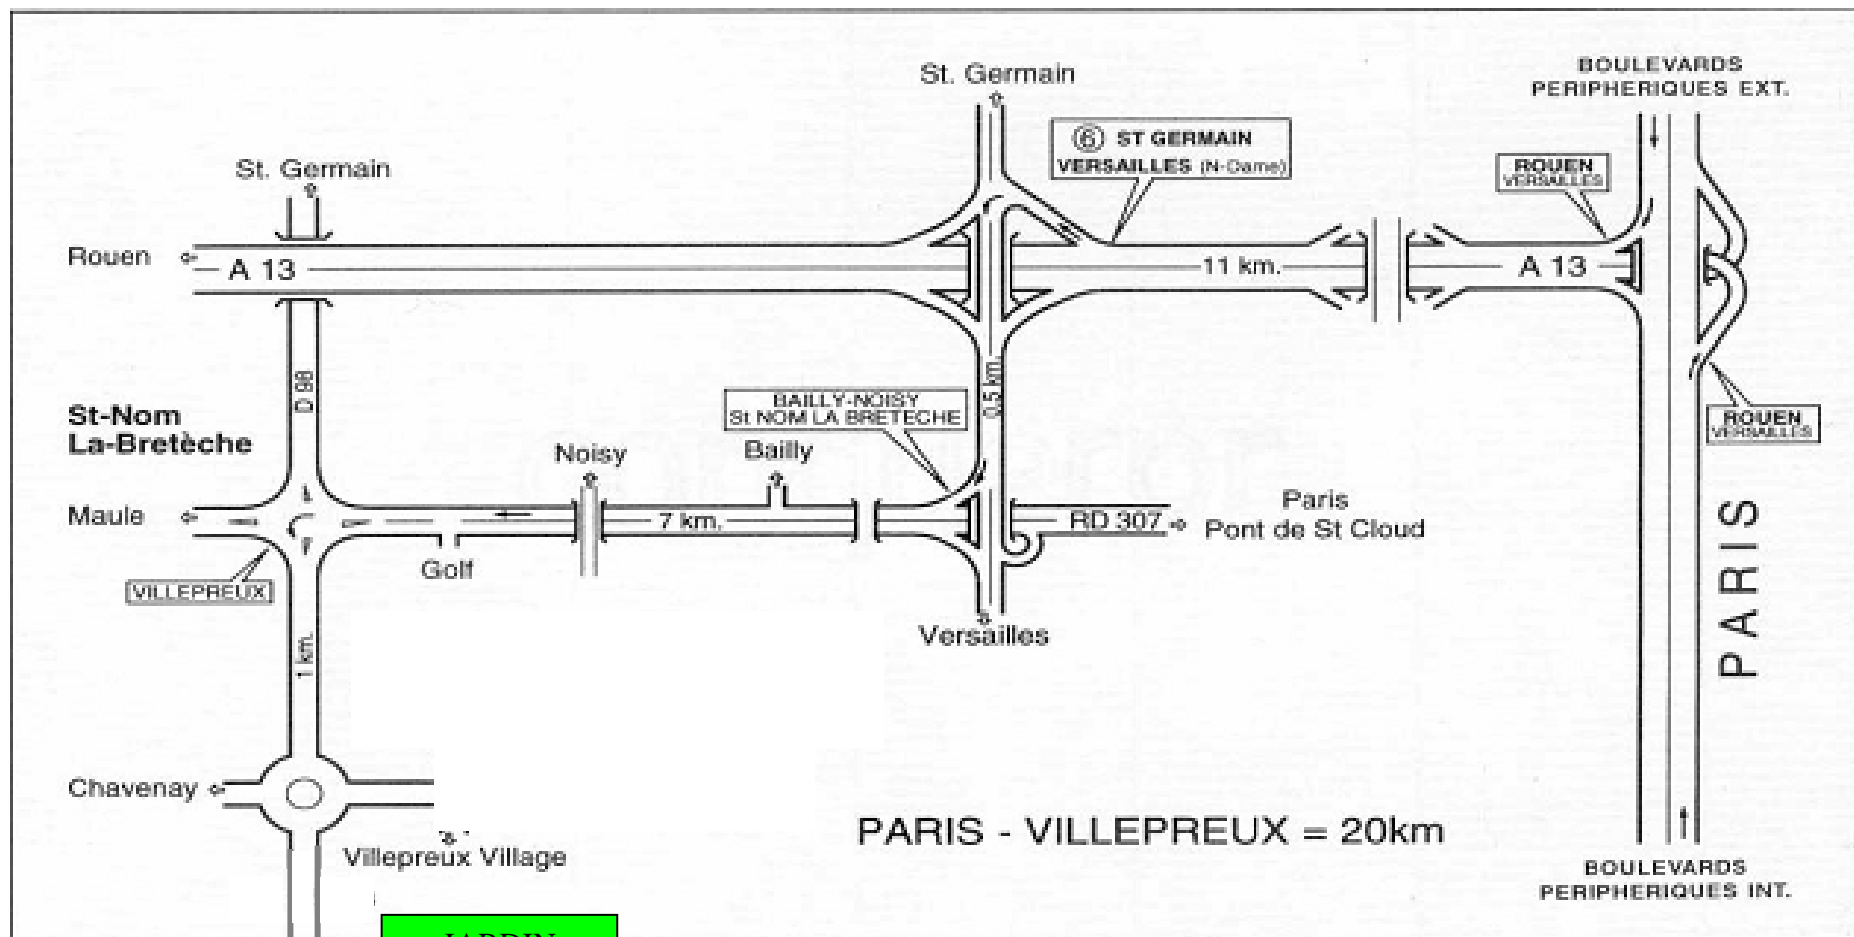 BOULEVARDS
PERIPHERIQUES EXT.
St. Germain
⑥ ST GERMAIN
VERSAILLES (N-Dame)
ROUEN
VERSAILLES
St. Germain
Rouen
A 13
11 km.
A 13
D 98
0.5 km.
BAILLY-NOISY
St NOM LA BRETECHE
ROUEN
VERSAILLES
St-Nom
La-Bretèche
Noisy
Bailly
Maule
7 km.
RD 307
Paris
Pont de St Cloud
Golf
VILLEPREUX
Versailles
PARIS
1 km.
Chavenay
PARIS - VILLEPREUX = 20km
Villepreux Village
BOULEVARDS
PERIPHERIQUES INT.
JARDIN